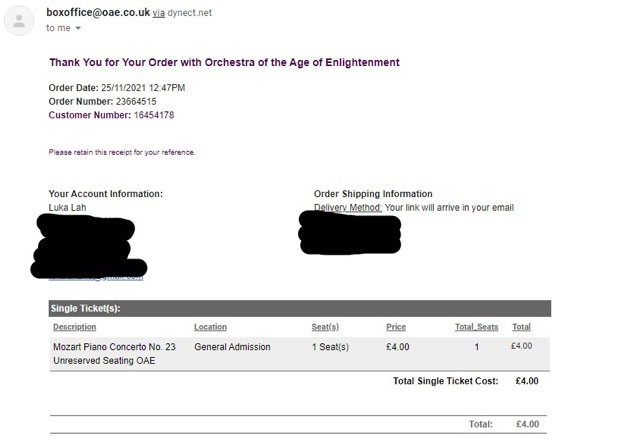 boxoffice@oae.co.uk via dynect.net
to me
Thank You for Your Order with Orchestra of the Age of Enlightenment
Order Date: 25/11/2021 12:47PM
Order Number: 23664515
Customer Number: 16454178
Please retain this receipt for your reference.
Your Account Information:
Luka Lah
Order Shipping Information
Delivery Method: Your link will arrive in your email
Single Ticket(s):
Description Location Seat(s) Price Total_Seats Total
Mozart Piano Concerto No. 23 General Admission 1 Seat(s) £4.00 1 £4.00
Unreserved Seating OAE
Total Single Ticket Cost: £4.00
Total: £4.00